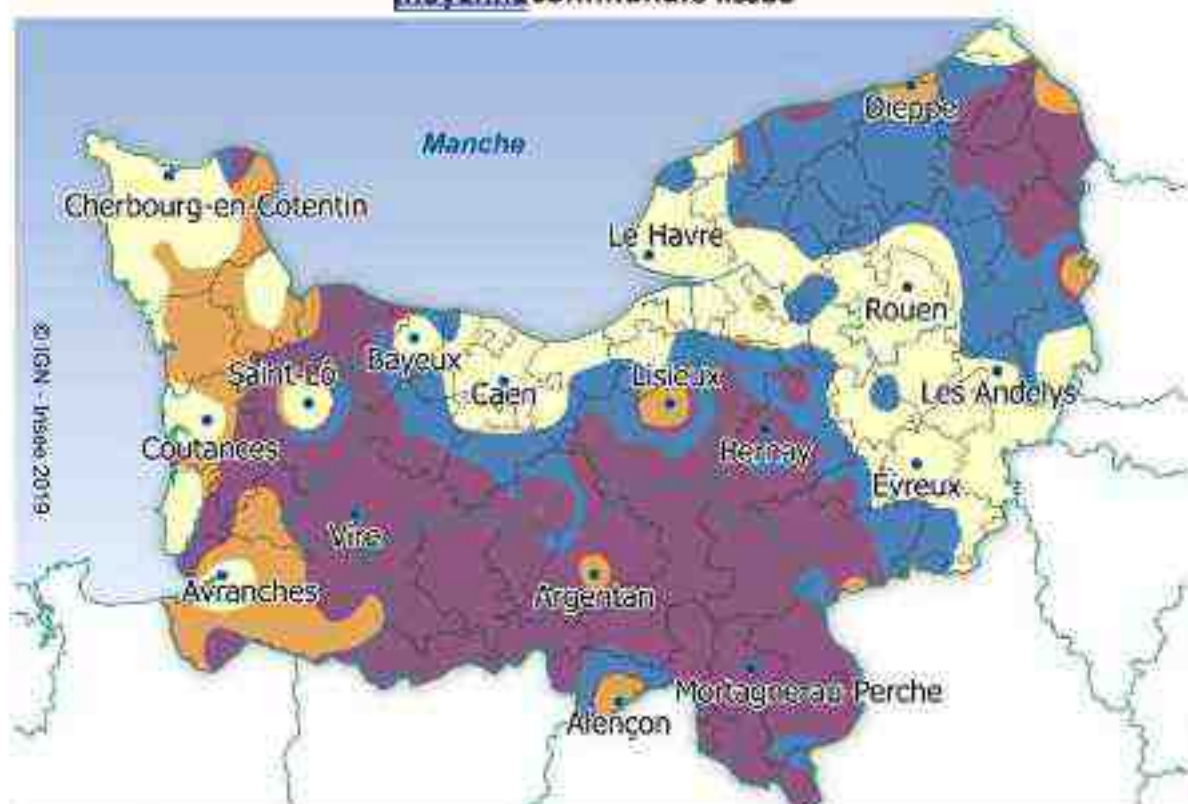 Manche
Dieppe
Cherbourg-en-Cotentin
Le Havre
Rouen
Bayeux
Saint-Lô
Caen
Lisieux
Les Andelys
Coutances
Bernay
Evreux
© IGN - Insee 2019
Vire
Avranches
Argentan
Mortagne-au-Perche
Alençon